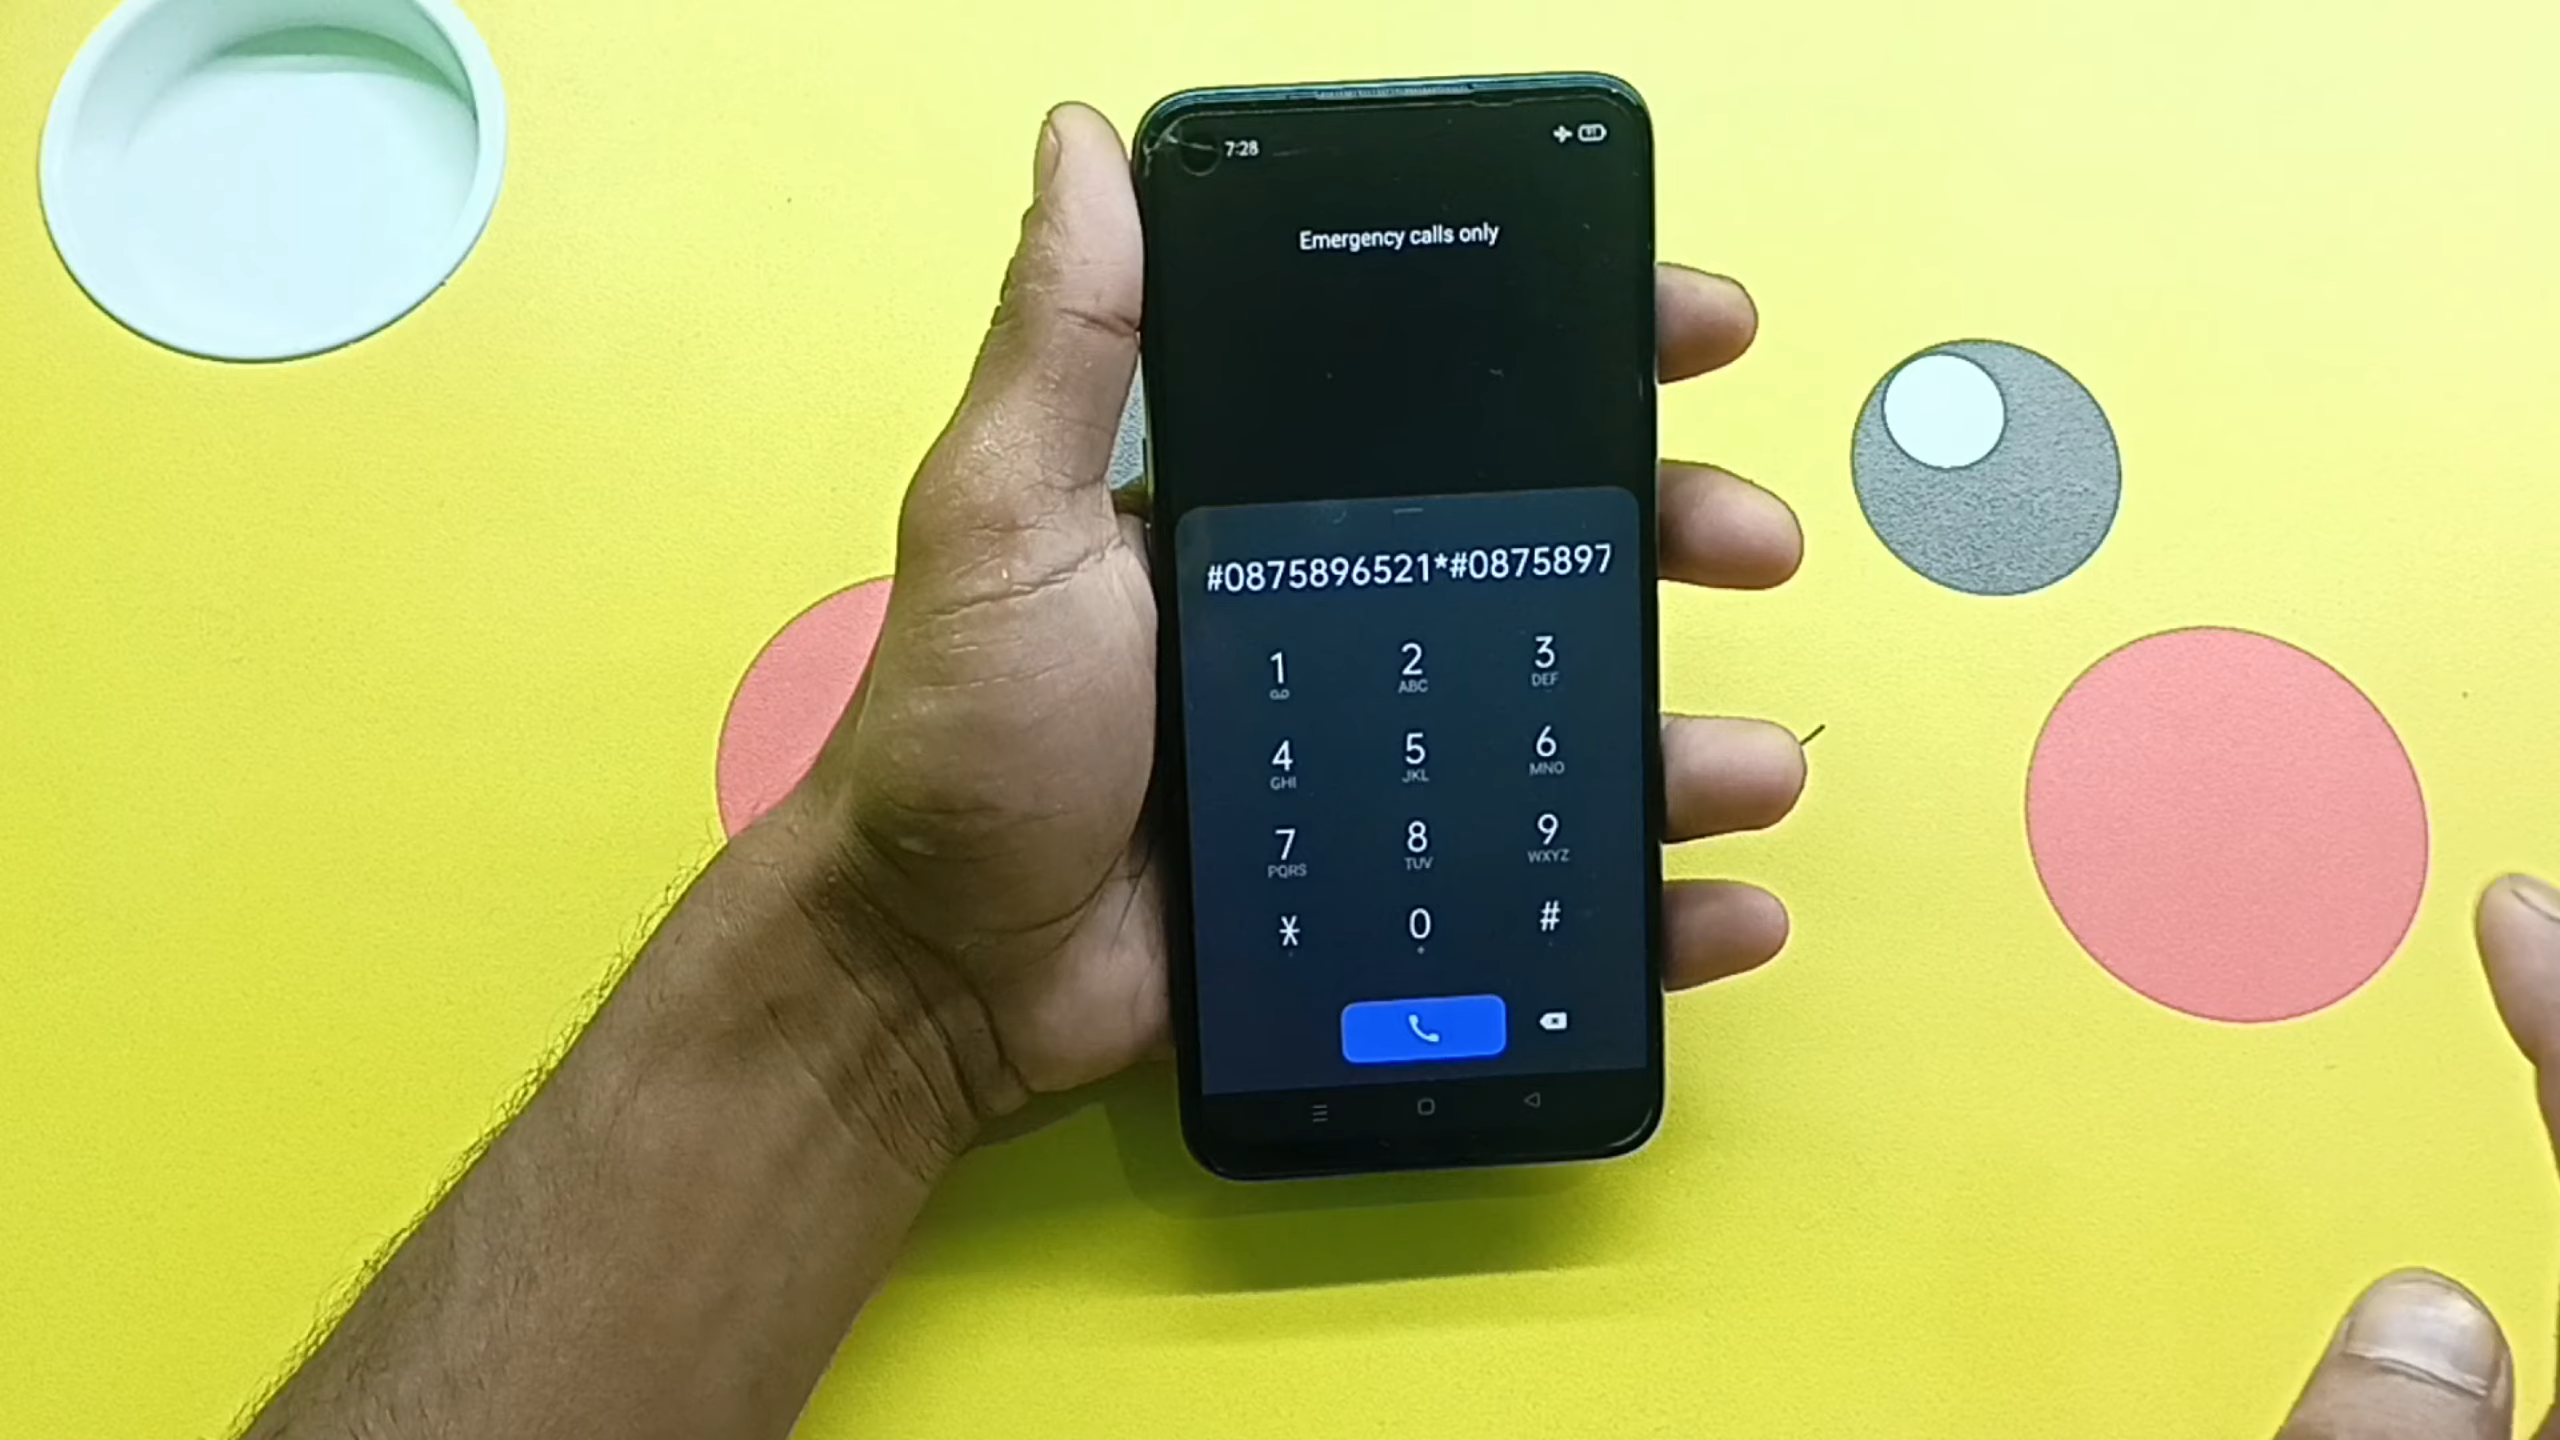 7:28
Emergency calls only
#0875896521*#0875897
1 2 3
ABC DEF
4 5 6
GHI JKL MNO
7 8 9
PQRS TUV WXYZ
* 0 #
+